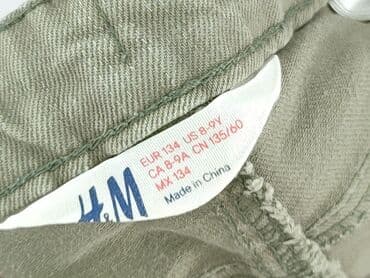 EUR 134 US 8-9Y
CA 8-9A CN 135/60
MX 134
Made in China
H&M